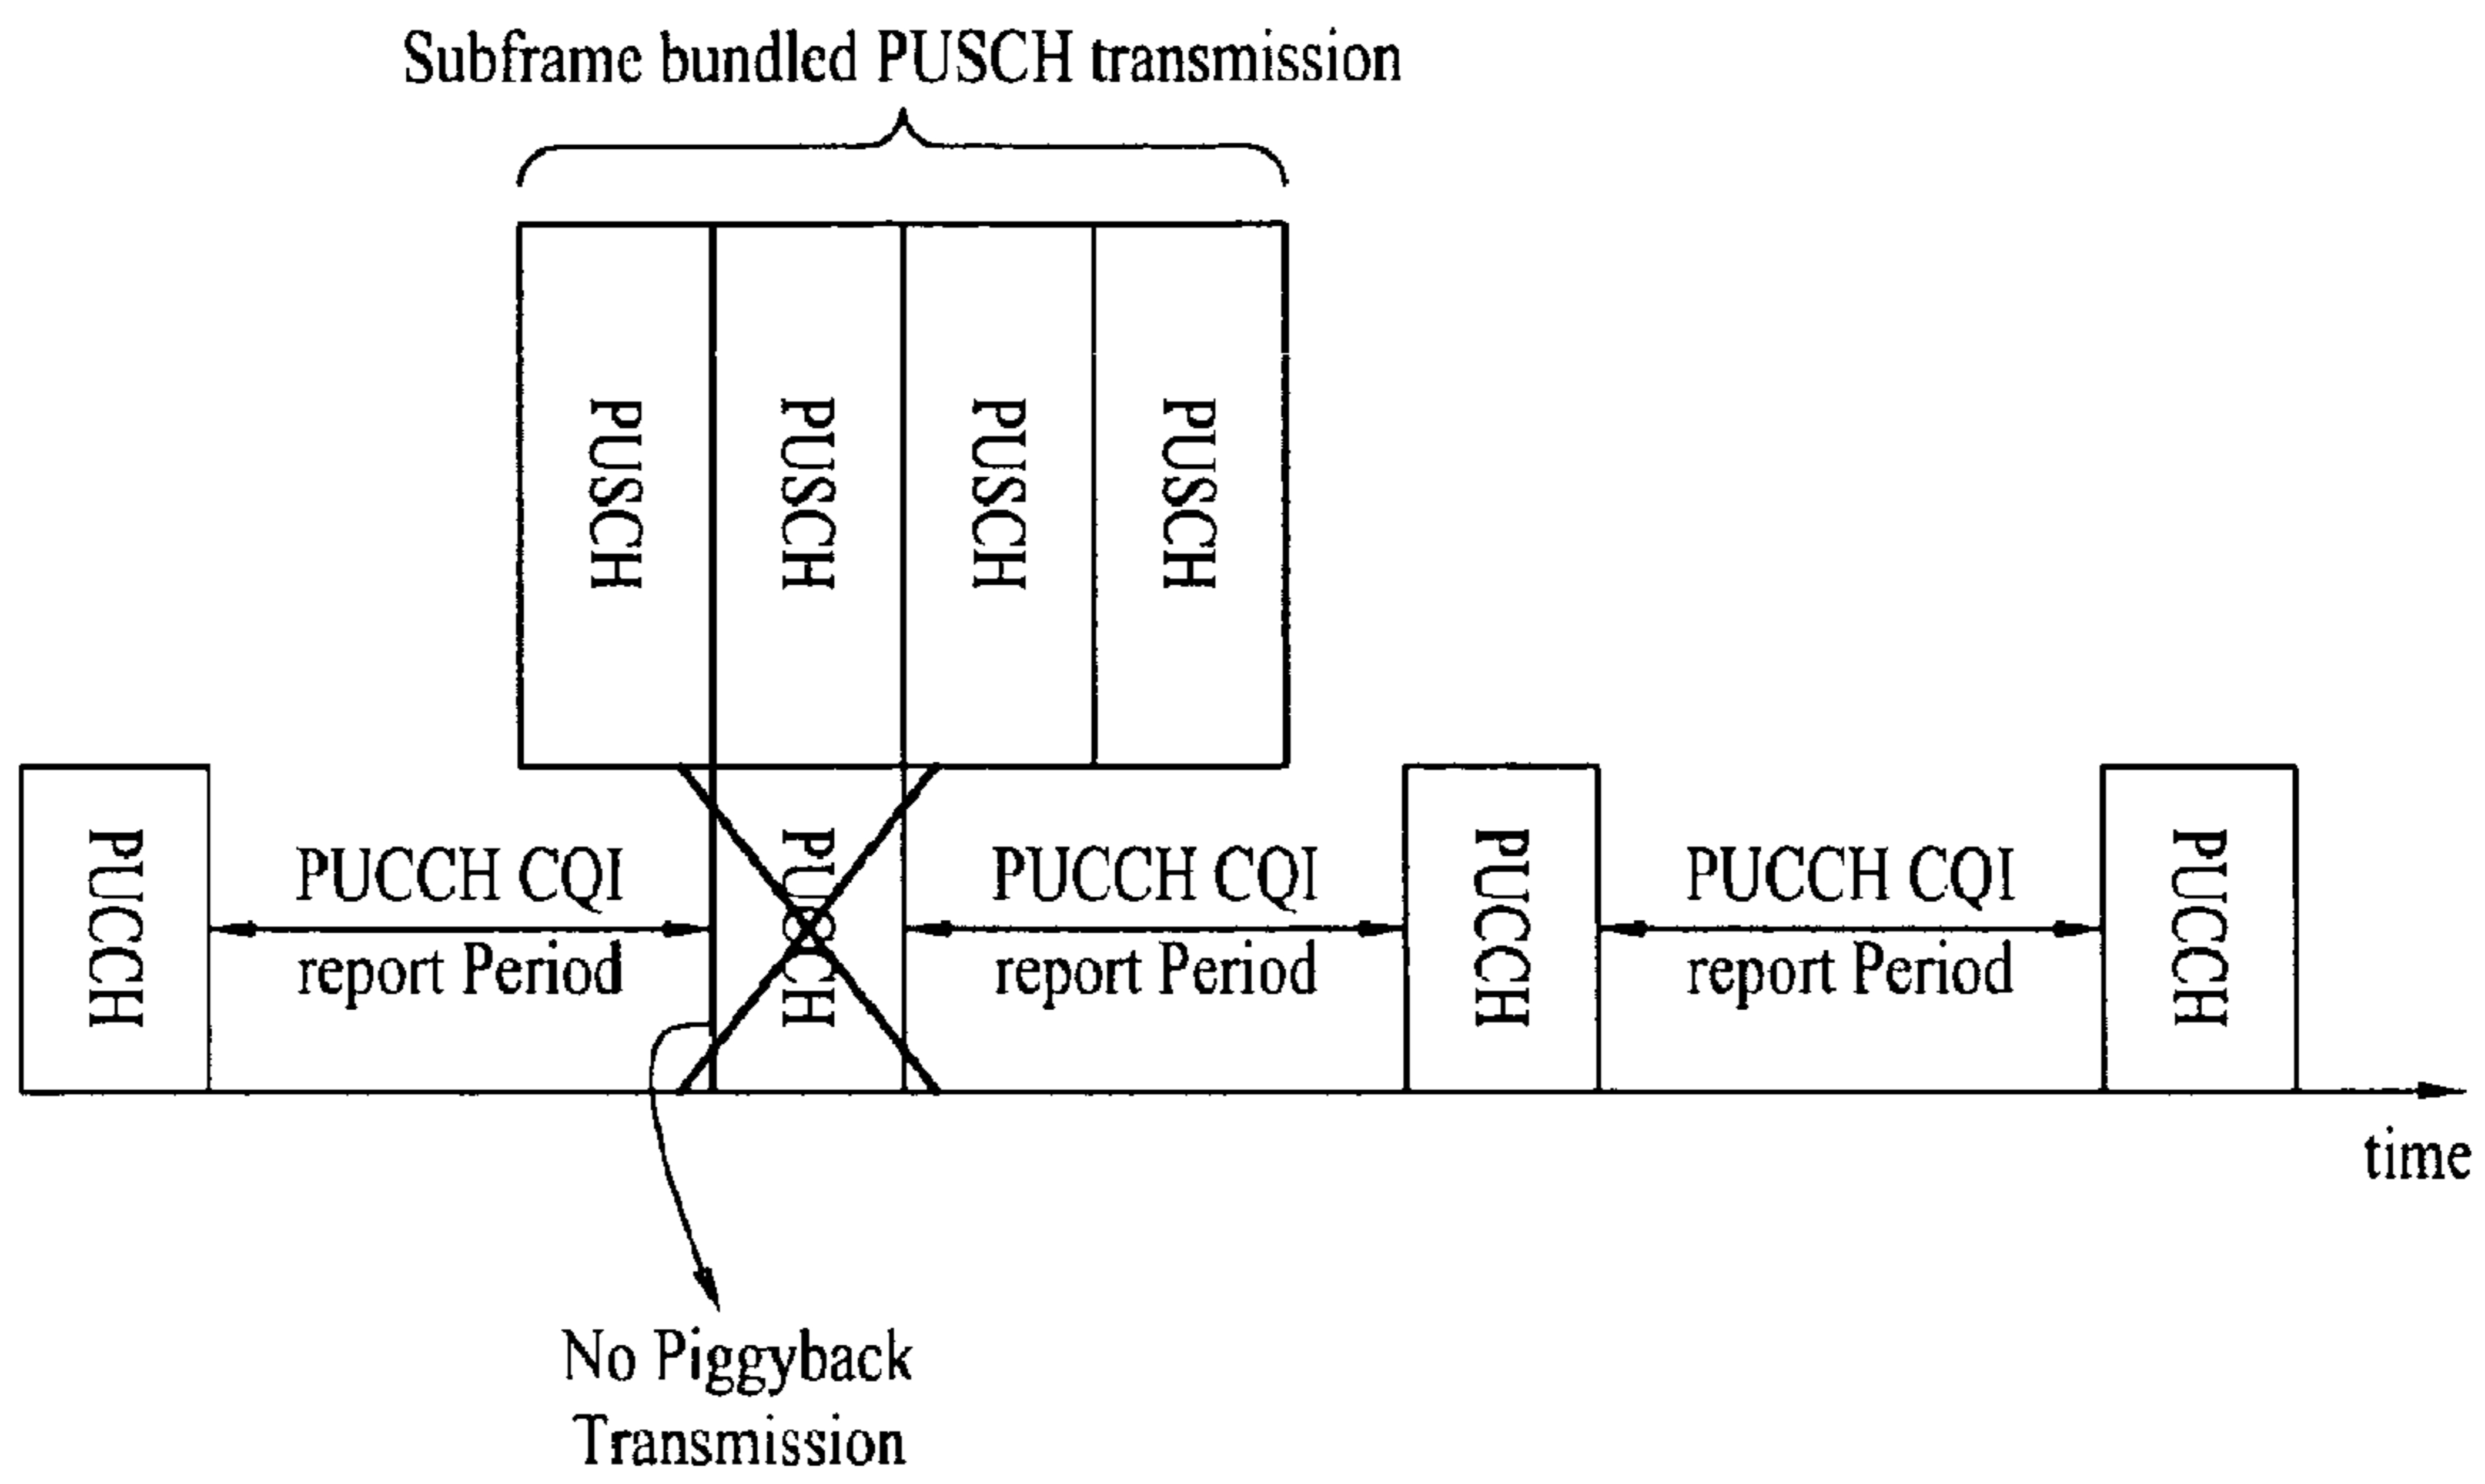 Subframe bundled PUSCH transmission
PUSCH
PUSCH
PUSCH
PUSCH
PUCCH
PUCCH CQI
report Period
PUCCH
PUCCH CQI
report Period
PUCCH
PUCCH CQI
report Period
PUCCH
time
No Piggyback
Transmission